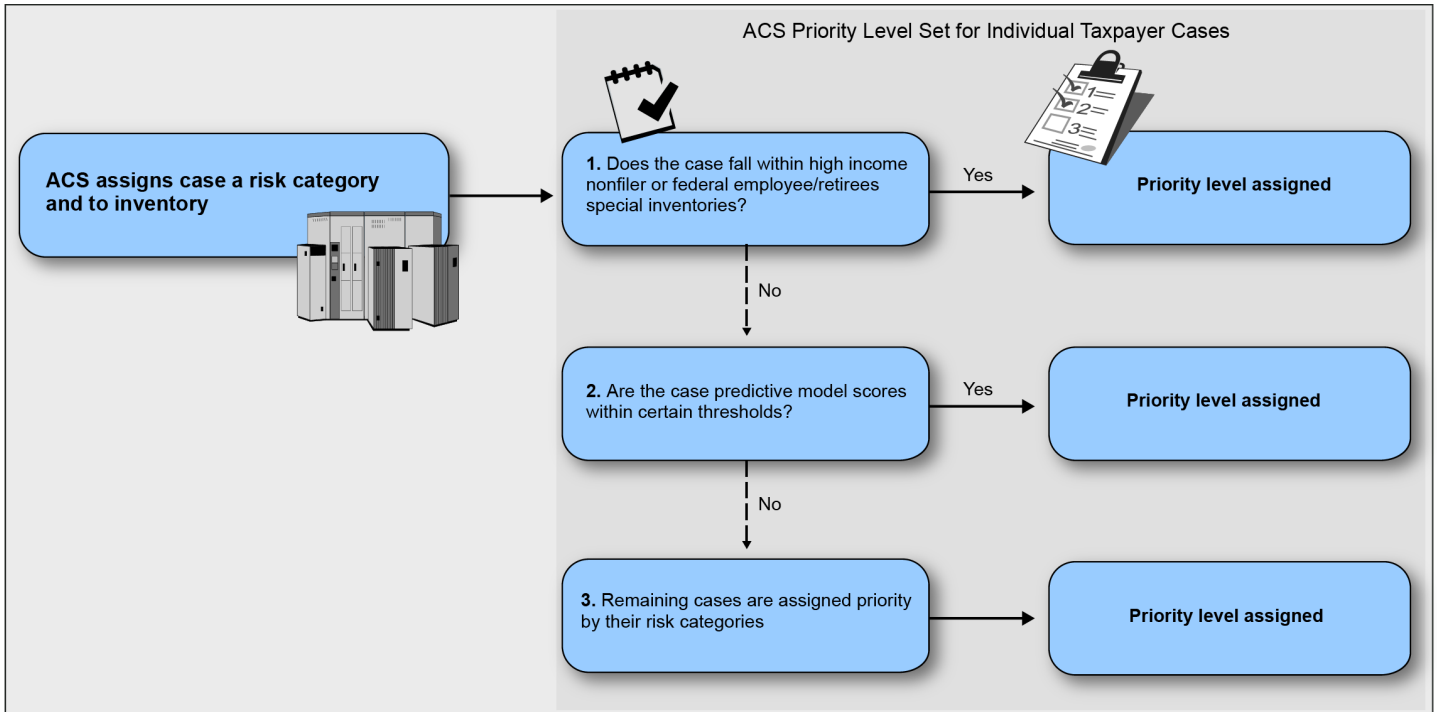 ACS Priority Level Set for Individual Taxpayer Cases
1=
2=
3=
ACS assigns case a risk category
and to inventory
1. Does the case fall within high income
nonfiler or federal employee/retirees
special inventories?
Yes
Priority level assigned
No
2. Are the case predictive model scores
within certain thresholds?
Yes
Priority level assigned
No
3. Remaining cases are assigned priority
by their risk categories
Priority level assigned